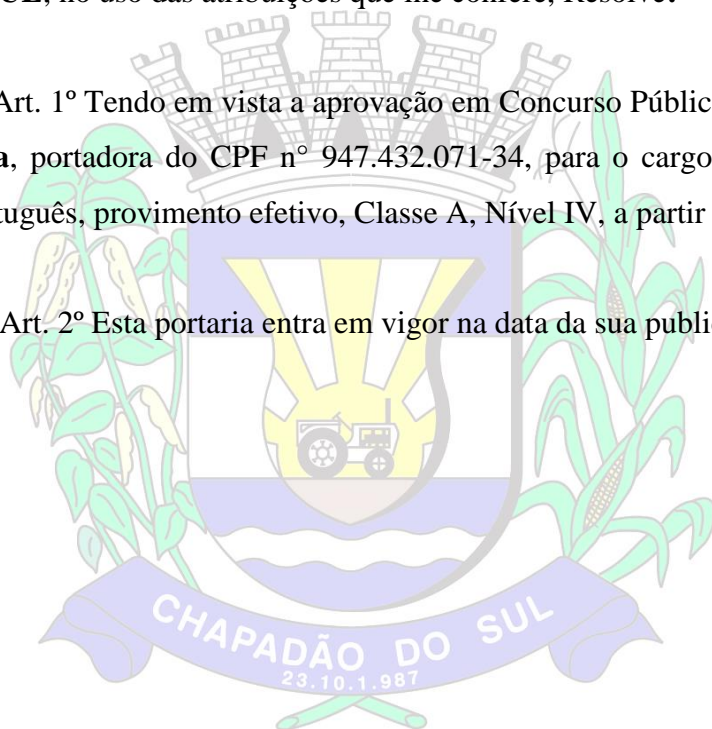 no uso das atribuições que lhe confere, Resolve:
Art. 1º Tendo em vista a aprovação em Concurso Públic
a, portadora do CPF n° 947.432.071-34, para o cargo
tuguês, provimento efetivo, Classe A, Nível IV, a partir
Art. 2º Esta portaria entra em vigor na data da sua public
CHAPADÃO DO SUL
23.10.1.987